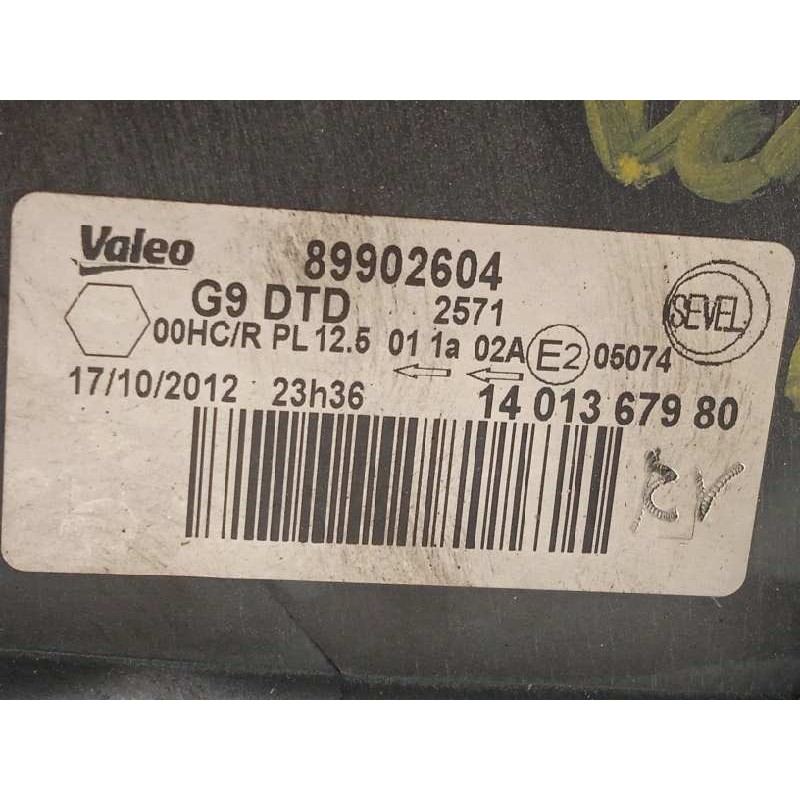 Valeo 89902604
G9 DTD 2571
SEVEL
00HC/R PL 12.5 01 1a 02A E2 05074
17/10/2012 23h36 14 013 679 80